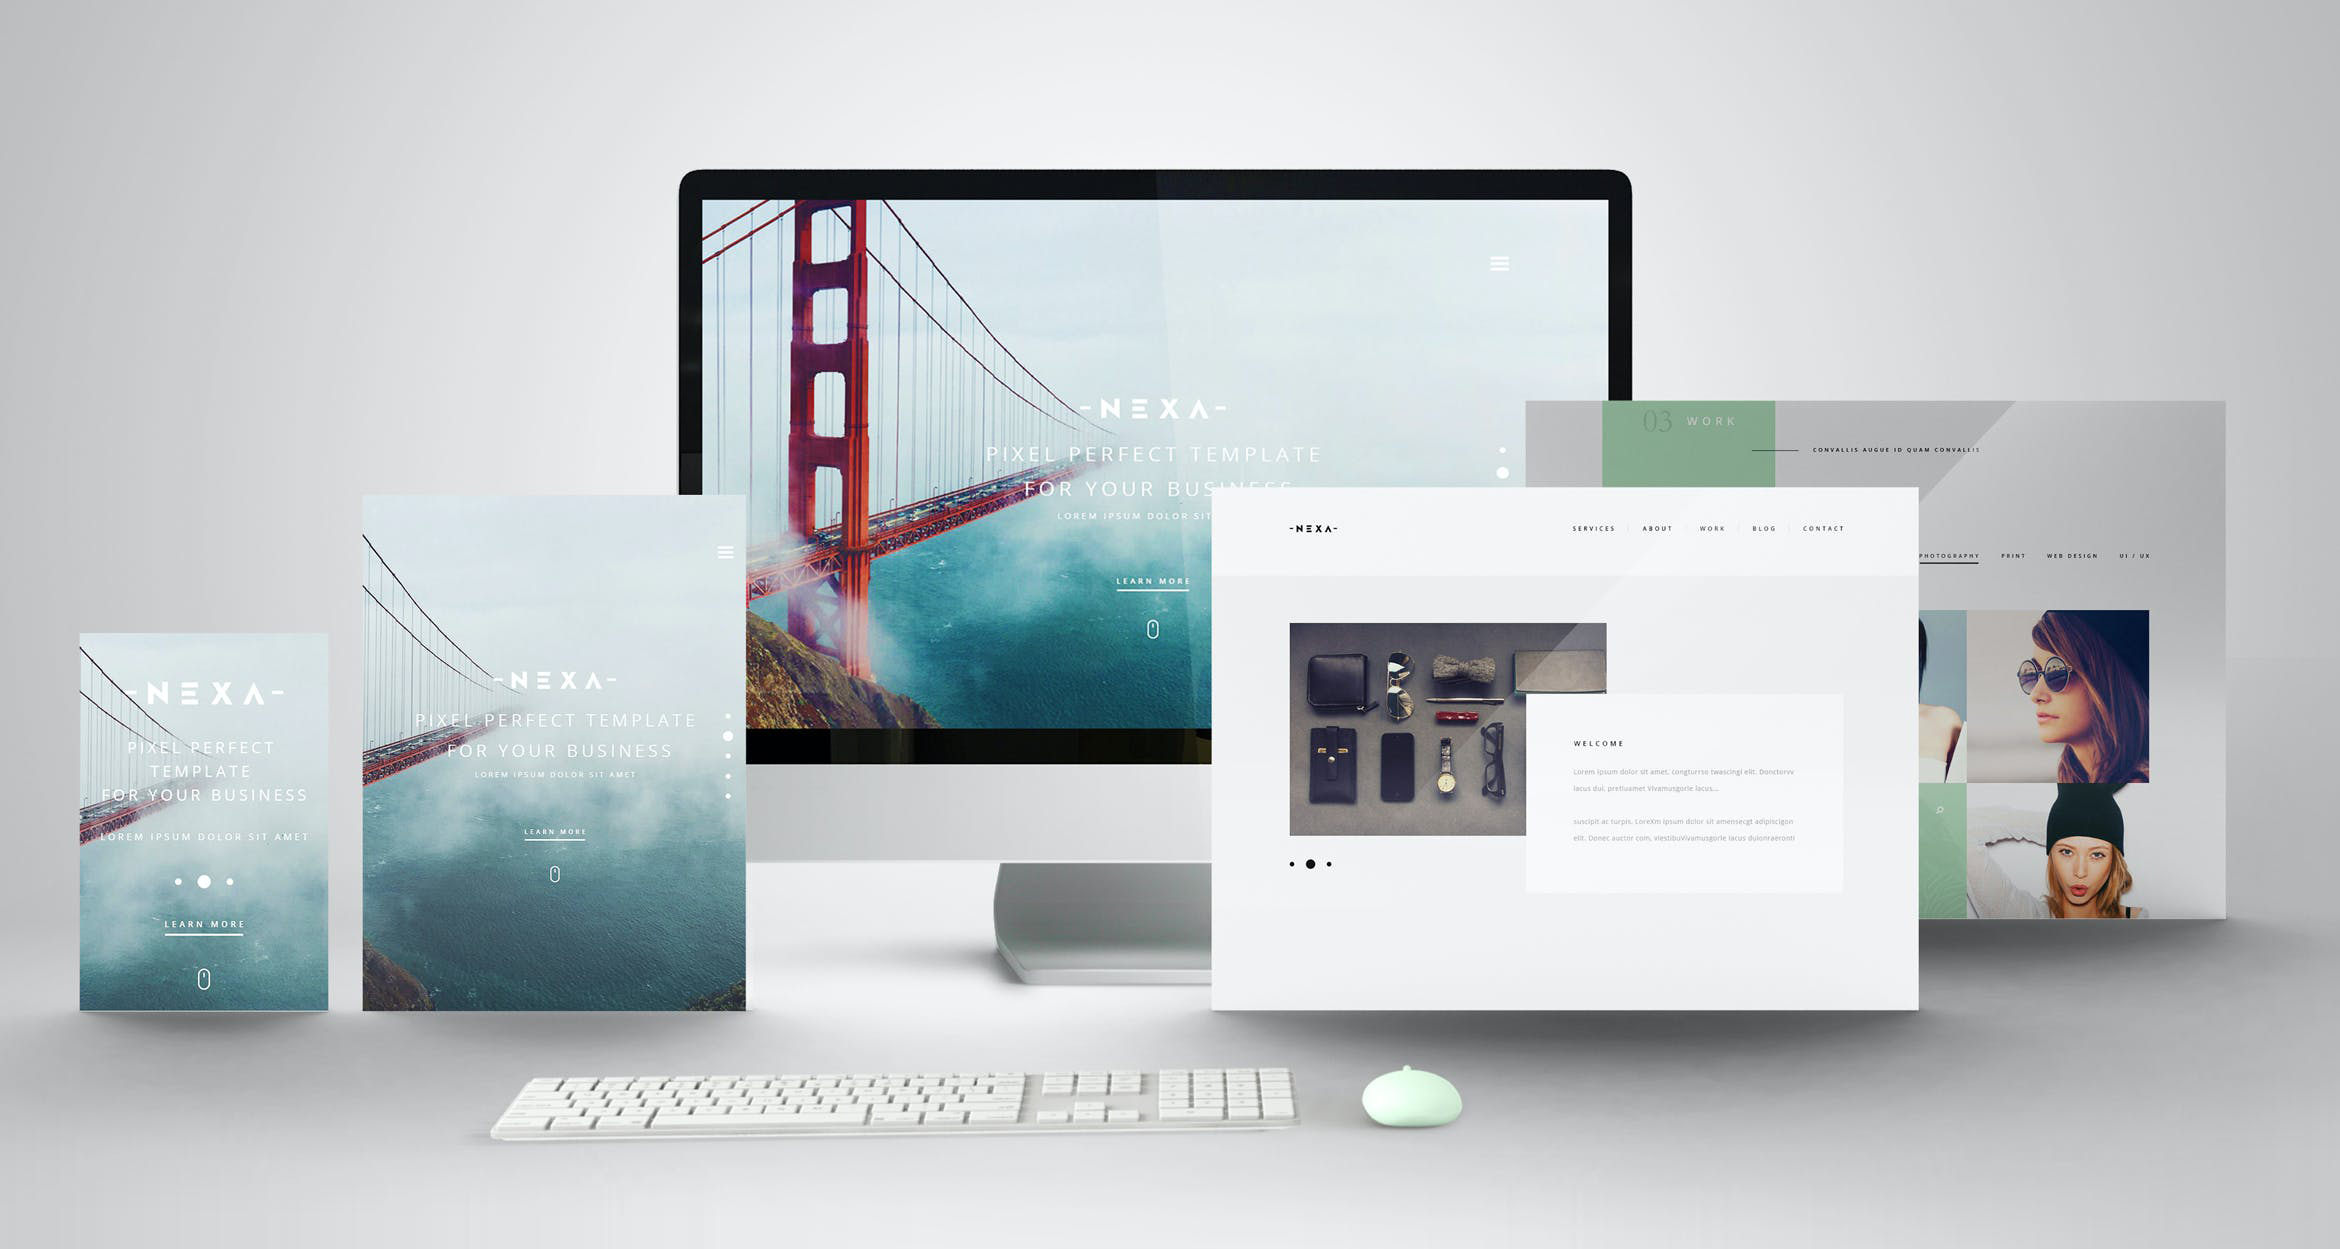 -NEXA-
PIXEL PERFECT TEMPLATE
FOR YOUR BUSINESS
LOREM IPSUM DOLOR SIT
LEARN MORE
-NEXA-
PIXEL PERFECT TEMPLATE
FOR YOUR BUSINESS
LOREM IPSUM DOLOR SIT AMET
LEARN MORE
-NEXA-
PIXEL PERFECT
TEMPLATE
FOR YOUR BUSINESS
LOREM IPSUM DOLOR SIT AMET
LEARN MORE
03 WORK
CONVALLIS AUGUE ID QUAM CONVALLIS
PHOTOGRAPHY PRINT WEB DESIGN UI / UX
-NEXA-
SERVICES ABOUT WORK BLOG CONTACT
WELCOME
Lorem ipsum dolor sit amet, congturrso twascingi elit. Donctorvv
lacus dui, pretiuamet Vivamusgorle lacus...
suscipit ac turpis. LoreXm ipsum dolor sit amensecgt adipiscigon
elit. Donec auctor com, viestibuVivamusgorle lacus duionraeronti